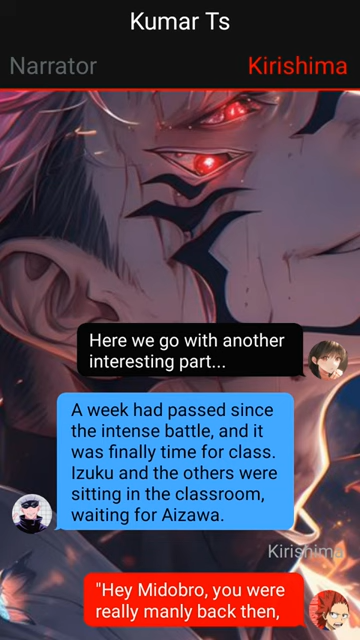 Kumar Ts
Narrator
Kirishima
Here we go with another
interesting part...
A week had passed since
the intense battle, and it
was finally time for class.
Izuku and the others were
sitting in the classroom,
waiting for Aizawa.
Kirishima
"Hey Midobro, you were
really manly back then,